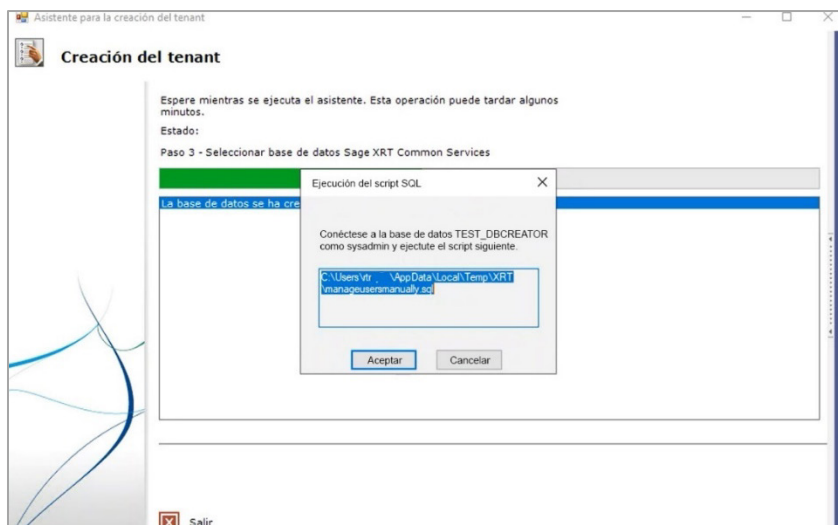 Asistente para la creación del tenant
Creación del tenant
Espere mientras se ejecuta el asistente. Esta operación puede tardar algunos
minutos.
Estado:
Paso 3 - Seleccionar base de datos Sage XRT Common Services
La base de datos se ha cre
Ejecución del script SQL
Conéctese a la base de datos TEST_DBCREATOR
como sysadmin y ejectute el script siguiente.
C:\Users\tr \AppData\Local\Temp\XRT
\manageusersmanually.sql
Aceptar
Cancelar
Salir